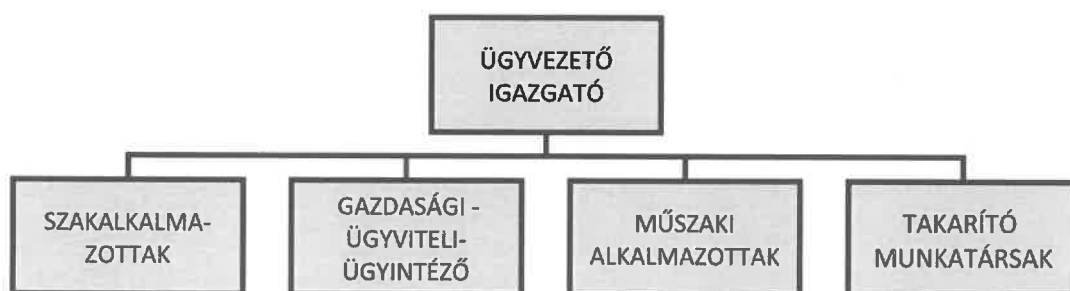 ÜGYVEZETŐ
IGAZGATÓ
SZAKALKALMA-
ZOTTAK
GAZDASÁGI -
ÜGYVITELI-
ÜGYINTÉZŐ
MŰSZAKI
ALKALMAZOTTAK
TAKARÍTÓ
MUNKATÁRSAK